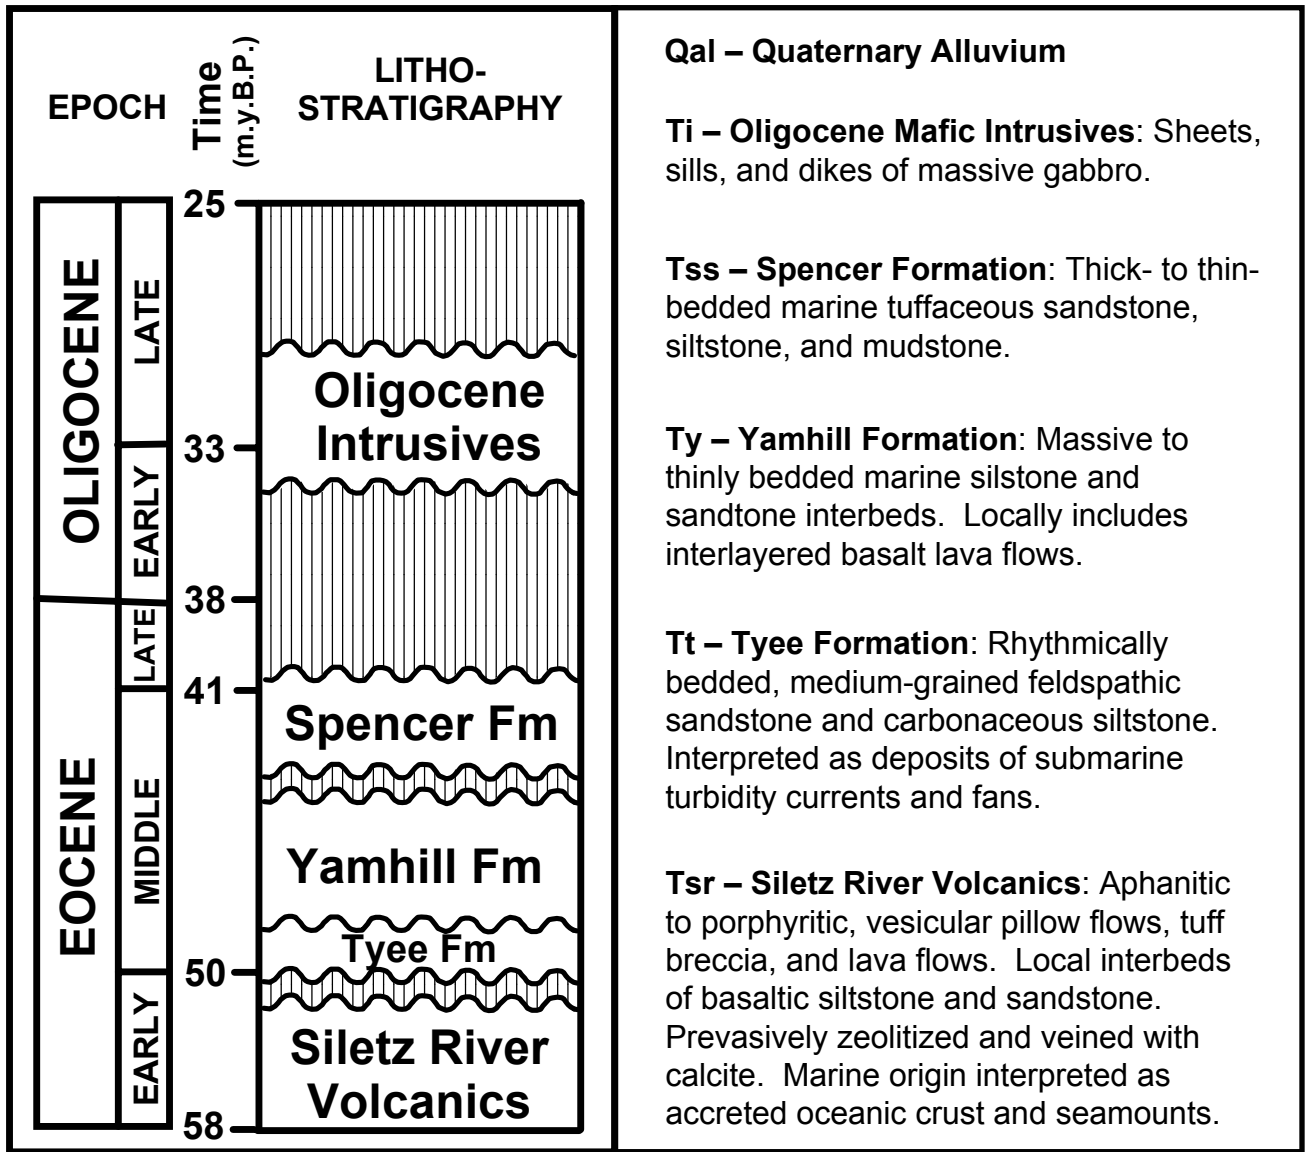 EPOCH
Time
(m.y.B.P.)
LITHO-
STRATIGRAPHY
OLIGOCENE
LATE
EARLY
EOCENE
LATE
MIDDLE
EARLY
25
33
38
41
50
58
Oligocene
Intrusives
Spencer Fm
Yamhill Fm
Tyee Fm
Siletz River
Volcanics
Qal – Quaternary Alluvium
Ti – Oligocene Mafic Intrusives: Sheets,
sills, and dikes of massive gabbro.
Tss – Spencer Formation: Thick- to thin-
bedded marine tuffaceous sandstone,
siltstone, and mudstone.
Ty – Yamhill Formation: Massive to
thinly bedded marine silstone and
sandtone interbeds. Locally includes
interlayered basalt lava flows.
Tt – Tyee Formation: Rhythmically
bedded, medium-grained feldspathic
sandstone and carbonaceous siltstone.
Interpreted as deposits of submarine
turbidity currents and fans.
Tsr – Siletz River Volcanics: Aphanitic
to porphyritic, vesicular pillow flows, tuff
breccia, and lava flows. Local interbeds
of basaltic siltstone and sandstone.
Prevasively zeolitized and veined with
calcite. Marine origin interpreted as
accreted oceanic crust and seamounts.